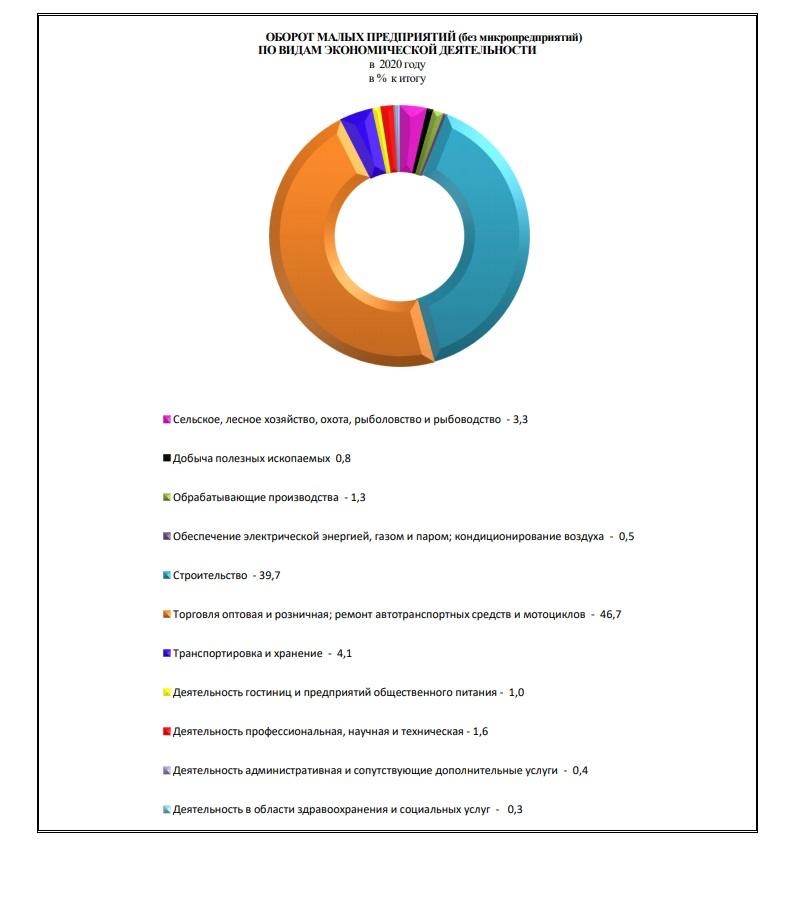 ОБОРОТ МАЛЫХ ПРЕДПРИЯТИЙ (без микропредприятий)
ПО ВИДАМ ЭКОНОМИЧЕСКОЙ ДЕЯТЕЛЬНОСТИ
в 2020 году
в % к итогу
Сельское, лесное хозяйство, охота, рыболовство и рыбоводство - 3,3
Добыча полезных ископаемых 0,8
Обрабатывающие производства - 1,3
Обеспечение электрической энергией, газом и паром; кондиционирование воздуха - 0,5
Строительство - 39,7
Торговля оптовая и розничная; ремонт автотранспортных средств и мотоциклов - 46,7
Транспортировка и хранение - 4,1
Деятельность гостиниц и предприятий общественного питания - 1,0
Деятельность профессиональная, научная и техническая - 1,6
Деятельность административная и сопутствующие дополнительные услуги - 0,4
Деятельность в области здравоохранения и социальных услуг - 0,3